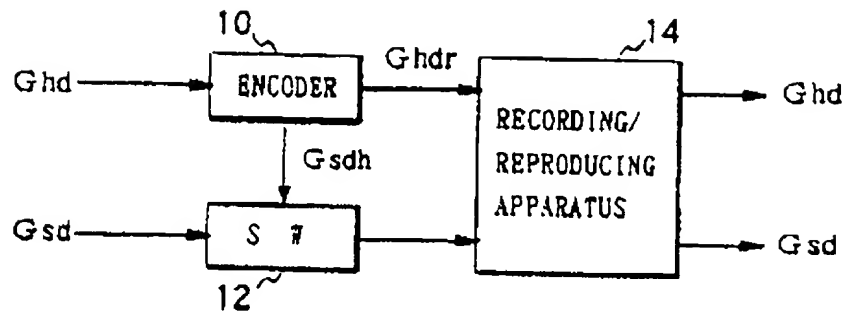 10
14
Ghd
ENCODER
Ghdr
Ghd
RECORDING/
REPRODUCING
APPARATUS
Gsdh
Gsd
S W
Gsd
12